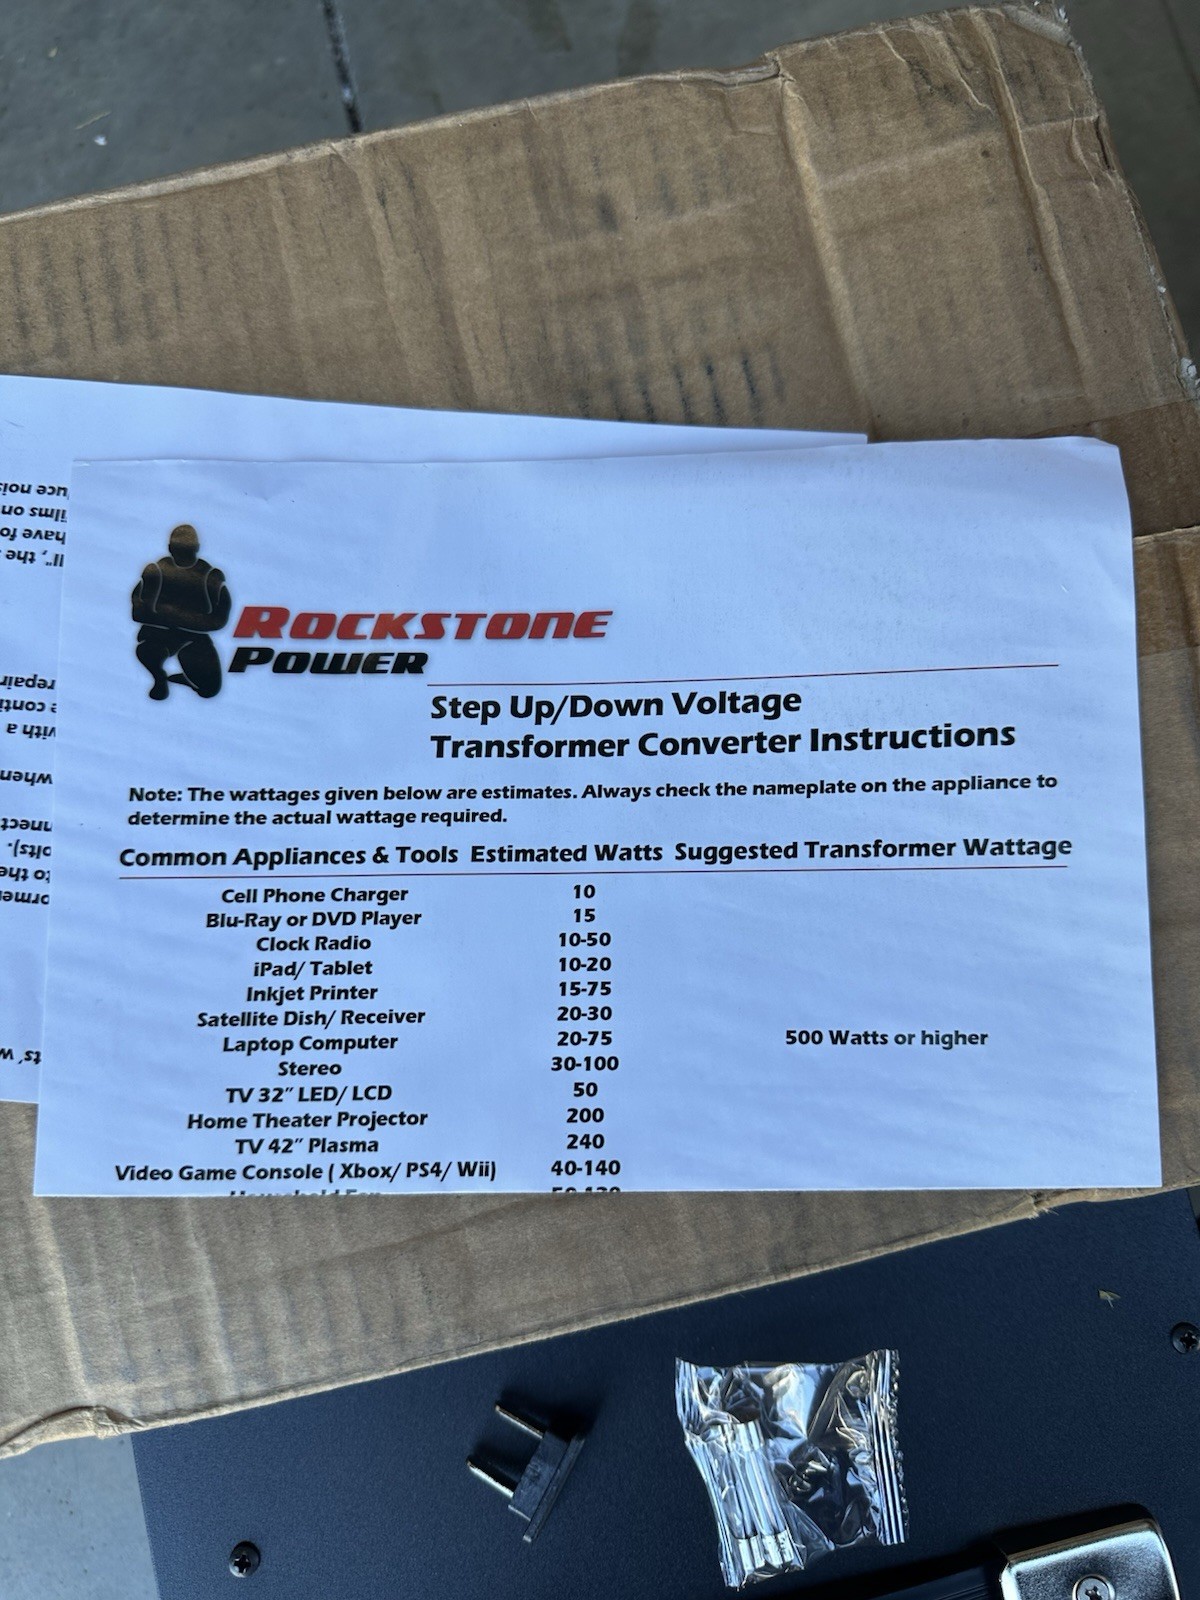 ROCKSTONE
POWER
Step Up/Down Voltage
Transformer Converter Instructions
Note: The wattages given below are estimates. Always check the nameplate on the appliance to
determine the actual wattage required.
Common Appliances & Tools Estimated Watts Suggested Transformer Wattage
Cell Phone Charger 10
Blu-Ray or DVD Player 15
Clock Radio 10-50
iPad/ Tablet 10-20
Inkjet Printer 15-75
Satellite Dish/ Receiver 20-30
Laptop Computer 20-75 500 Watts or higher
Stereo 30-100
TV 32" LED/ LCD 50
Home Theater Projector 200
TV 42" Plasma 240
Video Game Console ( Xbox/ PS4/ Wii) 40-140